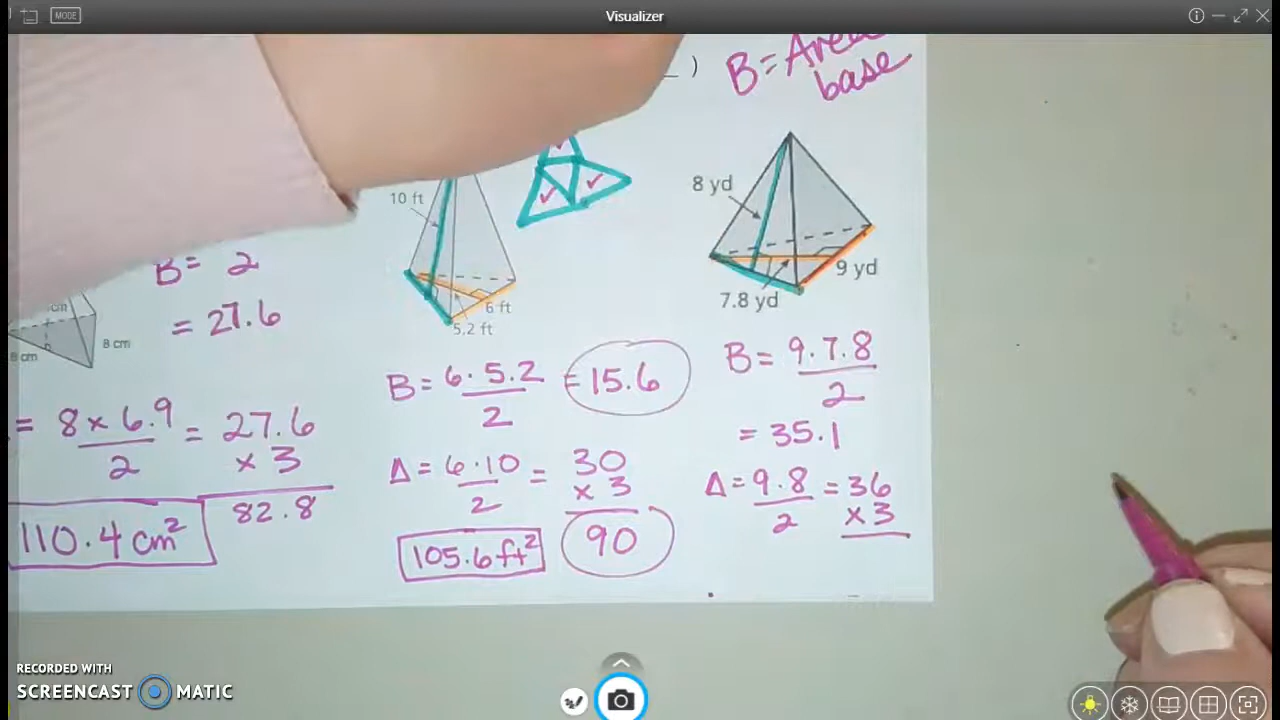 MODE
Visualizer
)
B = Area
base
10 ft
6 ft
5.2 ft
8 yd
9 yd
7.8 yd
B = 2
= 27.6
8 cm
8 cm
= 8 x 6.9 = 27.6
2
x 3
82.8
110.4 cm²
B = 6 · 5.2 = 15.6
2
Δ = 6 · 10 = 30
2
x 3
90
105.6 ft²
B = 9 · 7.8
2
= 35.1
Δ = 9 · 8 = 36
2
x 3
RECORDED WITH
SCREENCAST MATIC